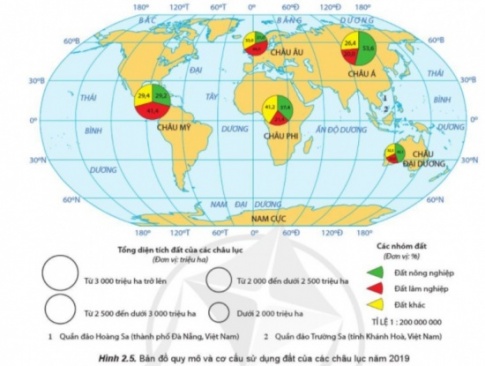 180° 120° 60° 0° 60° 120° 180°
BẮC BĂNG DƯƠNG
60°B 60°B
CHÂU ÂU
26,4 53,6
CHÂU Á
ĐẠI
30°B 30°B
29,4 29,2
41,4
THÁI TÂY THÁI
41,2
1
2
CHÂU MỸ CHÂU PHI
0° 0°
BÌNH DƯƠNG ẤN ĐỘ DƯƠNG BÌNH
CHÂU
ĐẠI DƯƠNG
30°N 30°N
DƯƠNG DƯƠNG
60°N 60°N
NAM ĐẠI DƯƠNG
NAM CỰC
180° 120° 60° 0° 60°Đ 120°Đ 180°
Tổng diện tích đất của các châu lục
(Đơn vị: triệu ha)
Từ 3 000 triệu ha trở lên
Từ 2 000 đến dưới 2 500 triệu ha
Từ 2 500 đến dưới 3 000 triệu ha
Dưới 2 000 triệu ha
Các nhóm đất
(Đơn vị: %)
Đất nông nghiệp
Đất lâm nghiệp
Đất khác
TỈ LỆ 1 : 200 000 000
1 Quần đảo Hoàng Sa (thành phố Đà Nẵng, Việt Nam)
2 Quần đảo Trường Sa (tỉnh Khánh Hoà, Việt Nam)
Hình 2.5. Bản đồ quy mô và cơ cấu sử dụng đất của các châu lục năm 2019